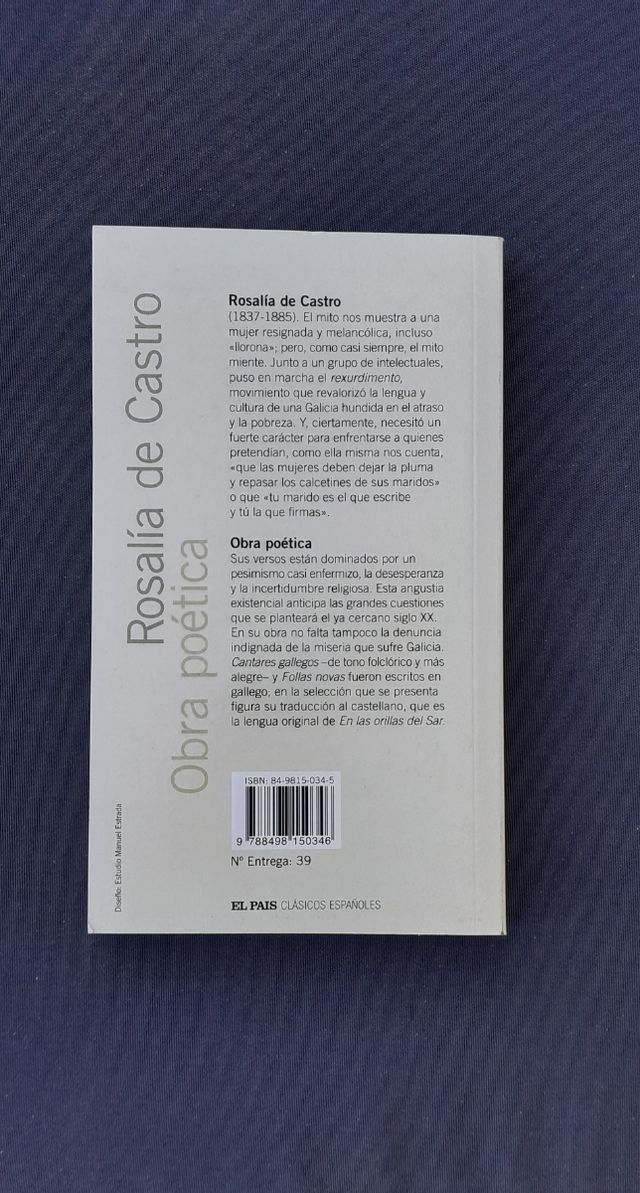 Rosalía de Castro
Obra poética
Rosalía de Castro
(1837-1885). El mito nos muestra a una
mujer resignada y melancólica, incluso
«llorona»; pero, como casi siempre, el mito
miente. Junto a un grupo de intelectuales,
puso en marcha el rexurdimento,
movimiento que revalorizó la lengua y
cultura de una Galicia hundida en el atraso
y la pobreza. Y, ciertamente, necesitó un
fuerte carácter para enfrentarse a quienes
pretendían, como ella misma nos cuenta,
«que las mujeres deben dejar la pluma
y repasar los calcetines de sus maridos»
o que «tu marido es el que escribe
y tú la que firmas».
Obra poética
Sus versos están dominados por un
pesimismo casi enfermizo, la desesperanza
y la incertidumbre religiosa. Esta angustia
existencial anticipa las grandes cuestiones
que se planteará el ya cercano siglo XX.
En su obra no falta tampoco la denuncia
indignada de la miseria que sufre Galicia.
Cantares gallegos –de tono folclórico y más
alegre– y Follas novas fueron escritos en
gallego; en la selección que se presenta
figura su traducción al castellano, que es
la lengua original de En las orillas del Sar.
ISBN: 84-9815-034-5
9 788498 150346
Nº Entrega: 39
EL PAIS CLÁSICOS ESPAÑOLES
Diseño: Estudio Manuel Estrada